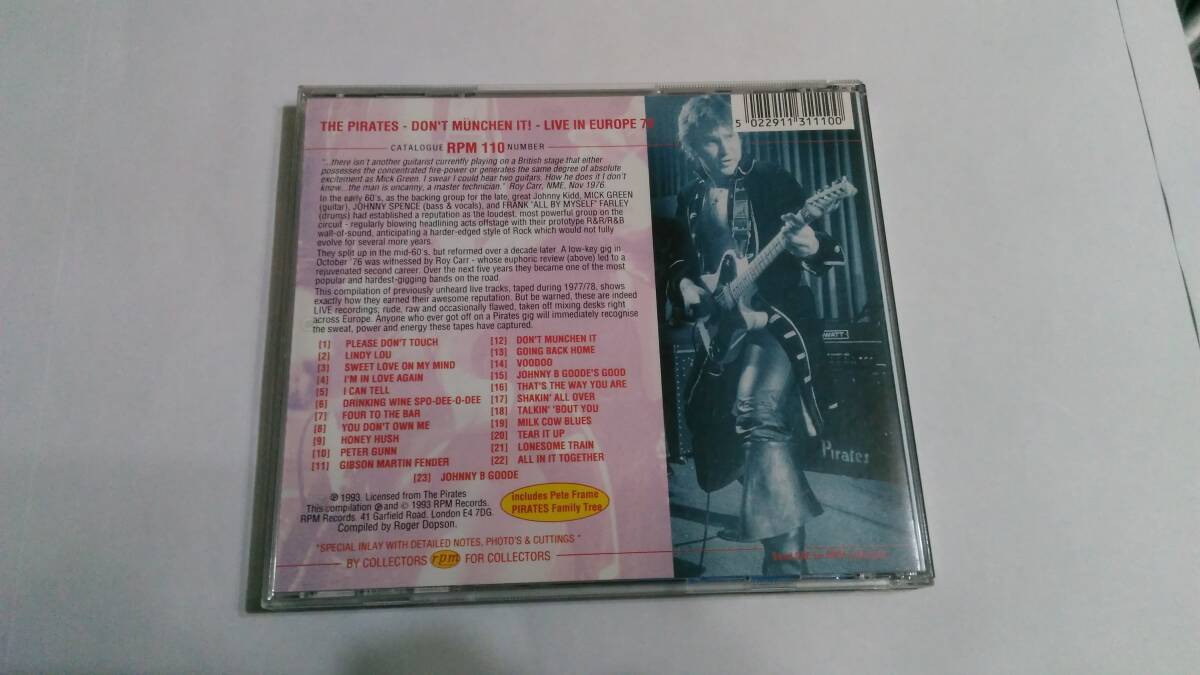 THE PIRATES - DON'T MÜNCHEN IT! - LIVE IN EUROPE 78
5 022911 311100
CATALOGUE RPM 110 NUMBER
"...there isn't another guitarist currently playing on a British stage that either
possesses the concentrated fire-power or generates the same degree of absolute
excitement as Mick Green. I swear I could hear two guitars. How he does it I don't
know...the man is uncanny, a master technician." Roy Carr, NME, Nov 1976.
In the early 60's, as the backing group for the late, great Johnny Kidd, MICK GREEN
(guitar), JOHNNY SPENCE (bass & vocals), and FRANK "ALL BY MYSELF" FARLEY
(drums) had established a reputation as the loudest, most powerful group on the
circuit - regularly blowing headlining acts offstage with their prototype R&R/R&B
wall-of-sound, anticipating a harder-edged style of Rock which would not fully
evolve for several more years.
They split up in the mid-60's, but reformed over a decade later. A low-key gig in
October '76 was witnessed by Roy Carr - whose euphoric review (above) led to a
rejuvenated second career. Over the next five years they became one of the most
popular and hardest-gigging bands on the road.
This compilation of previously unheard live tracks, taped during 1977/78, shows
exactly how they earned their awesome reputation. But be warned, these are indeed
LIVE recordings; rude, raw and occasionally flawed, taken off mixing desks right
across Europe. Anyone who ever got off on a Pirates gig will immediately recognise
the sweat, power and energy these tapes have captured.
[1] PLEASE DON'T TOUCH
[2] LINDY LOU
[3] SWEET LOVE ON MY MIND
[4] I'M IN LOVE AGAIN
[5] I CAN TELL
[6] DRINKING WINE SPO-DEE-O-DEE
[7] FOUR TO THE BAR
[8] YOU DON'T OWN ME
[9] HONEY HUSH
[10] PETER GUNN
[11] GIBSON MARTIN FENDER
[12] DON'T MUNCHEN IT
[13] GOING BACK HOME
[14] VOODOO
[15] JOHNNY B GOODE'S GOOD
[16] THAT'S THE WAY YOU ARE
[17] SHAKIN' ALL OVER
[18] TALKIN' 'BOUT YOU
[19] MILK COW BLUES
[20] TEAR IT UP
[21] LONESOME TRAIN
[22] ALL IN IT TOGETHER
[23] JOHNNY B GOODE
℗ 1993. Licensed from The Pirates
This compilation ℗ and © 1993 RPM Records.
RPM Records. 41 Garfield Road. London E4 7DG.
Compiled by Roger Dopson.
includes Pete Frame
PIRATES Family Tree
"SPECIAL INLAY WITH DETAILED NOTES, PHOTO'S & CUTTINGS "
BY COLLECTORS rpm FOR COLLECTORS
WATT
Pirates